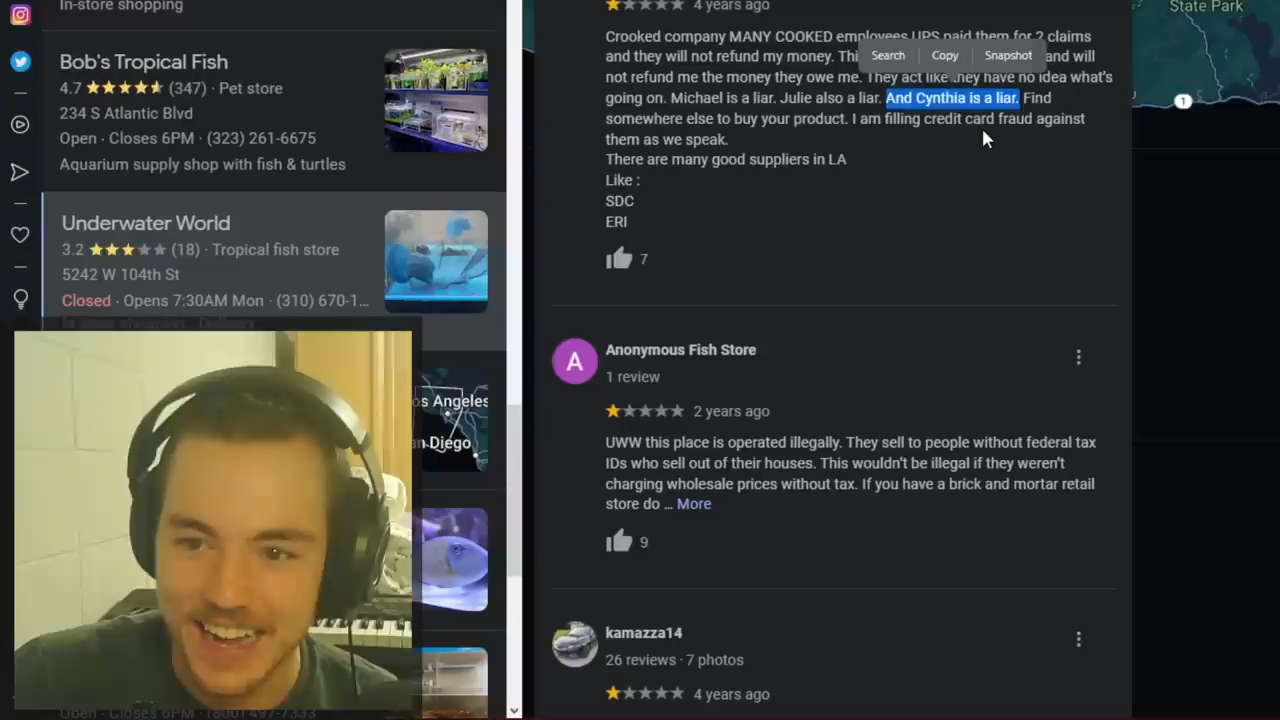 In-store shopping
Bob's Tropical Fish
4.7 (347) · Pet store
234 S Atlantic Blvd
Open · Closes 6PM · (323) 261-6675
Aquarium supply shop with fish & turtles
Underwater World
3.2 (18) · Tropical fish store
5242 W 104th St
Closed · Opens 7:30AM Mon · (310) 670-1...
In-store shopping · Delivery
os Angeles
an Diego
4 years ago
Crooked company MANY COOKED employees UPS paid them for 2 claims
and they will not refund my money. Thi and will
not refund me the money they owe me. They act like they have no idea what's
going on. Michael is a liar. Julie also a liar. And Cynthia is a liar. Find
somewhere else to buy your product. I am filling credit card fraud against
them as we speak.
There are many good suppliers in LA
Like :
SDC
ERI
7
Search
Copy
Snapshot
A
Anonymous Fish Store
1 review
2 years ago
UWW this place is operated illegally. They sell to people without federal tax
IDs who sell out of their houses. This wouldn't be illegal if they weren't
charging wholesale prices without tax. If you have a brick and mortar retail
store do ... More
9
kamazza14
26 reviews · 7 photos
4 years ago
State Park
1
Open · Closes 6PM · (800) 497-7333